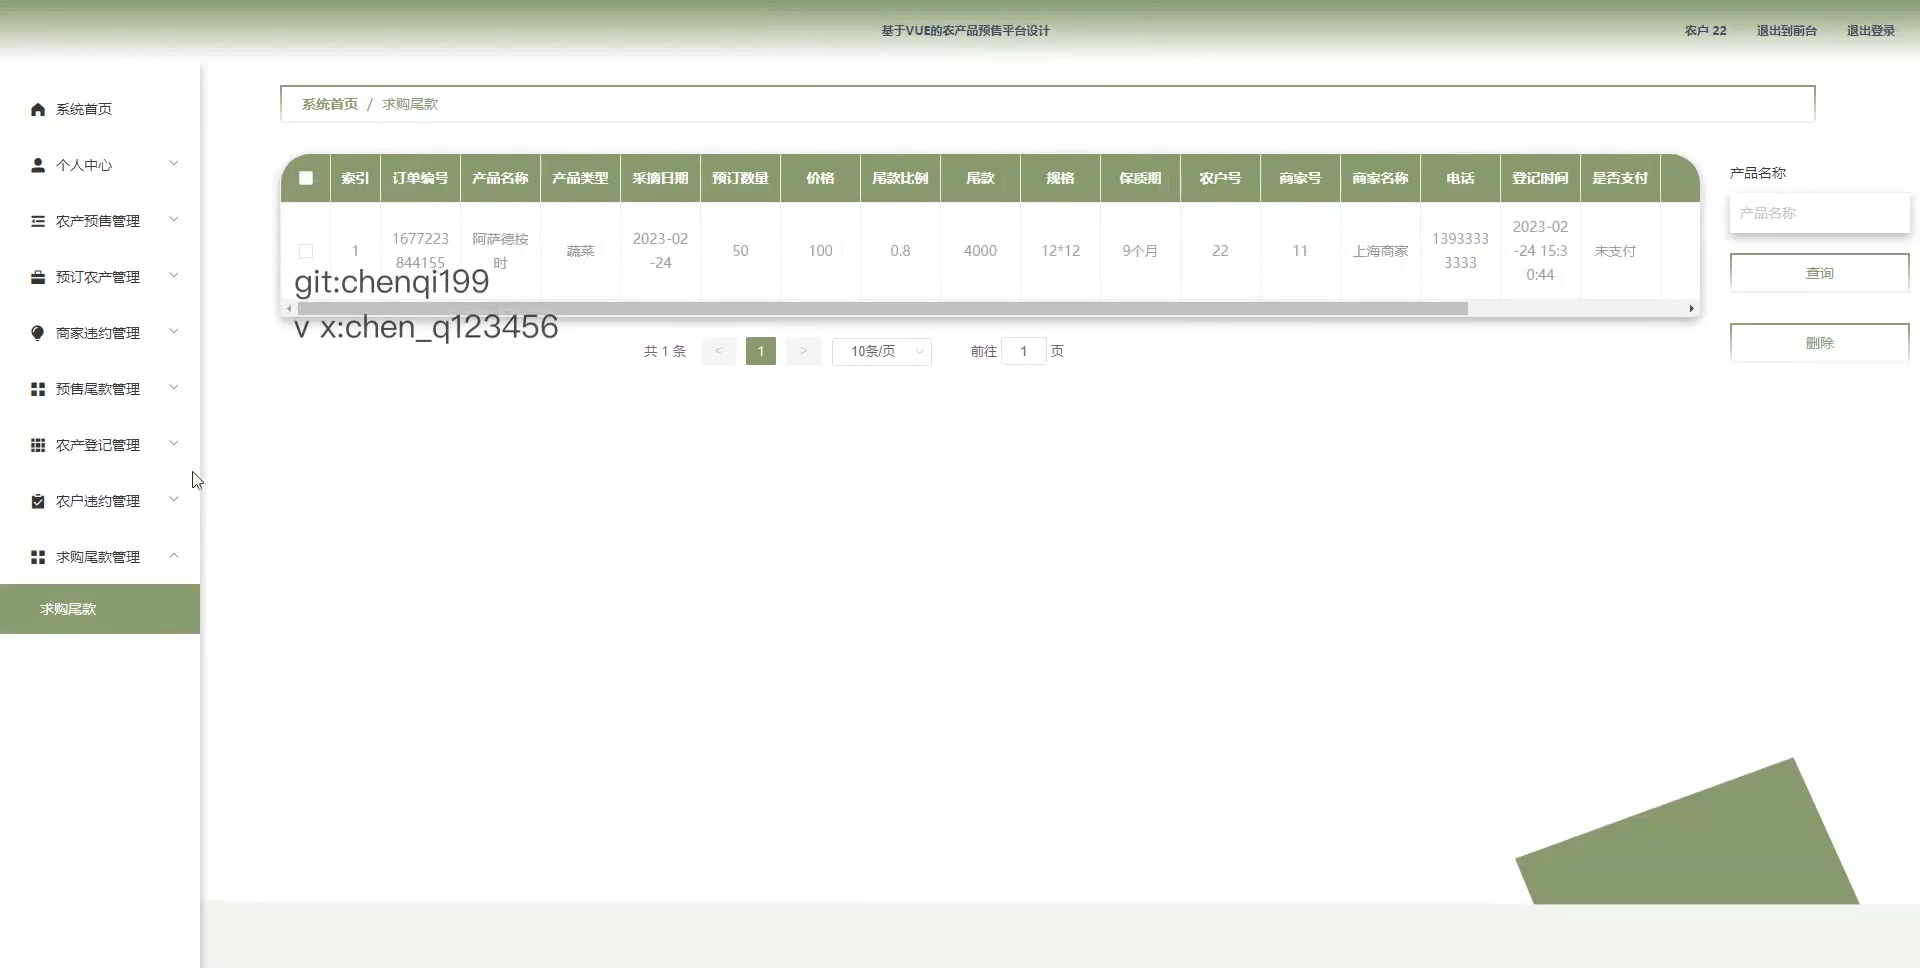 基于VUE的农产品预售平台设计
农户 22
退出到前台
退出登录
系统首页
个人中心
农产预售管理
预订农产管理
商家违约管理
预售尾款管理
农产登记管理
农户违约管理
求购尾款管理
求购尾款
系统首页 / 求购尾款
索引 订单编号 产品名称 产品类型 采摘日期 预订数量 价格 尾款比例 尾款 规格 保质期 农户号 商家号 商家名称 电话 登记时间 是否支付
1 1677223844155 阿萨德按时 蔬菜 2023-02-24 50 100 0.8 4000 12*12 9个月 22 11 上海商家 13933333333 2023-02-24 15:30:44 未支付
git:chenqi199
v x:chen_q123456
共 1 条 < 1 > 10条/页 前往 1 页
产品名称
产品名称
查询
删除